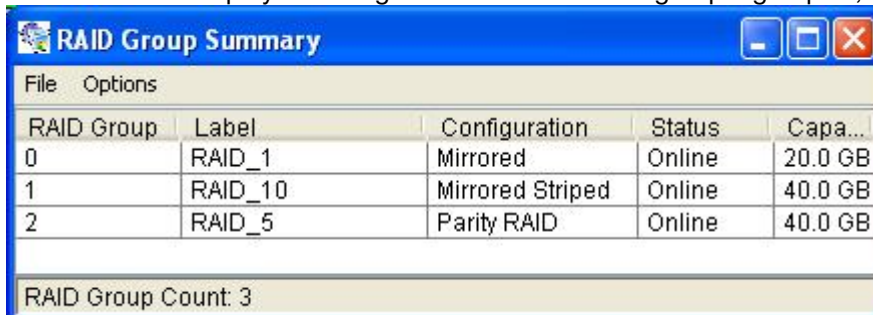 RAID Group Summary
File Options
RAID Group Label Configuration Status Capa...
0 RAID_1 Mirrored Online 20.0 GB
1 RAID_10 Mirrored Striped Online 40.0 GB
2 RAID_5 Parity RAID Online 40.0 GB
RAID Group Count: 3